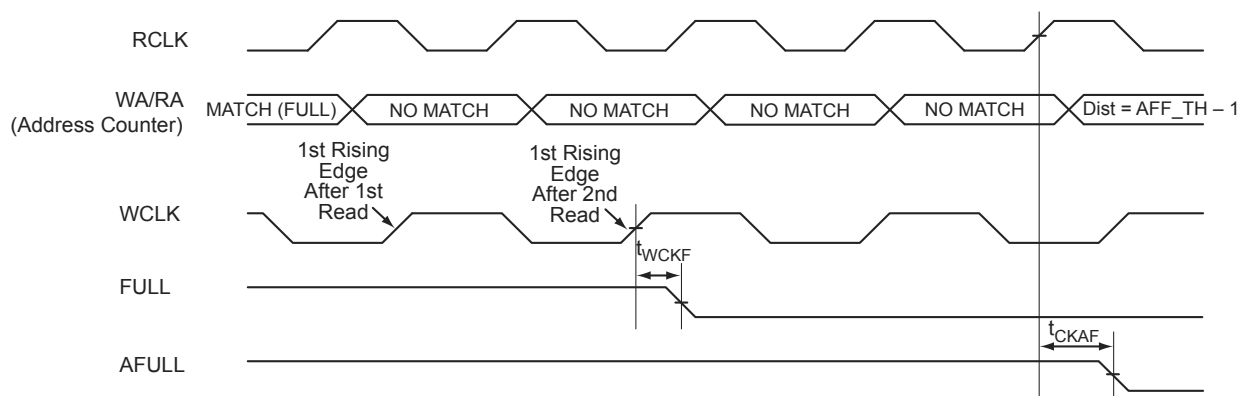 RCLK
WA/RA
(Address Counter)
MATCH (FULL)
NO MATCH
NO MATCH
NO MATCH
NO MATCH
Dist = AFF_TH – 1
1st Rising
Edge
After 1st
Read
1st Rising
Edge
After 2nd
Read
WCLK
tWCKF
FULL
tCKAF
AFULL